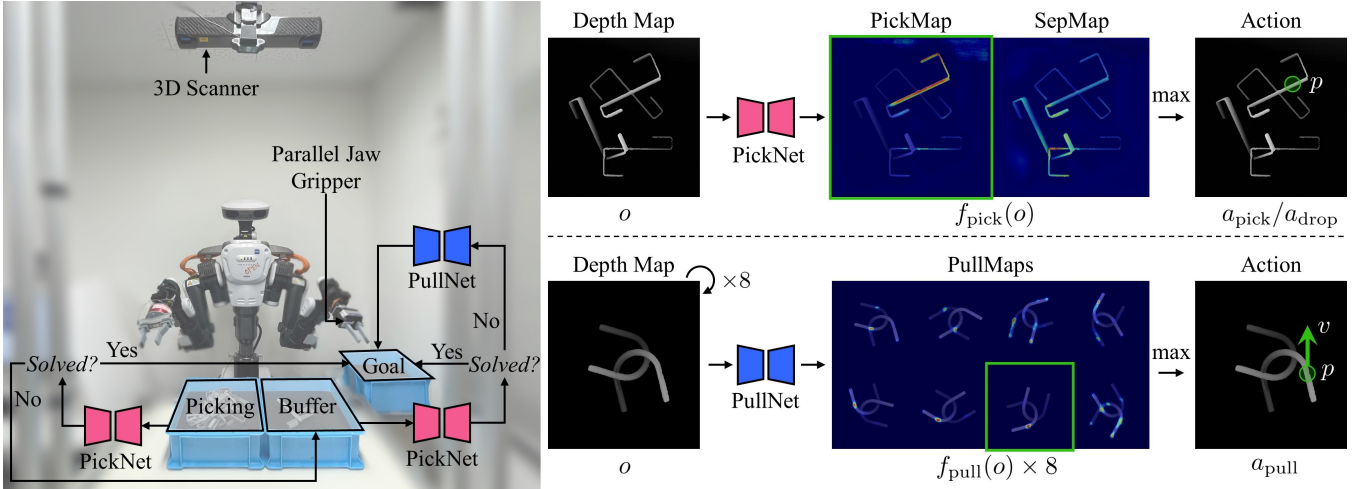 3D Scanner
Parallel Jaw
Gripper
PullNet
No
Yes
Solved?
Goal
Yes
Solved?
No
Picking
Buffer
PickNet
PickNet
Depth Map
PickMap
SepMap
Action
PickNet
max
p
o
f_pick(o)
a_pick/a_drop
Depth Map
×8
PullMaps
Action
PullNet
max
v
p
o
f_pull(o) × 8
a_pull